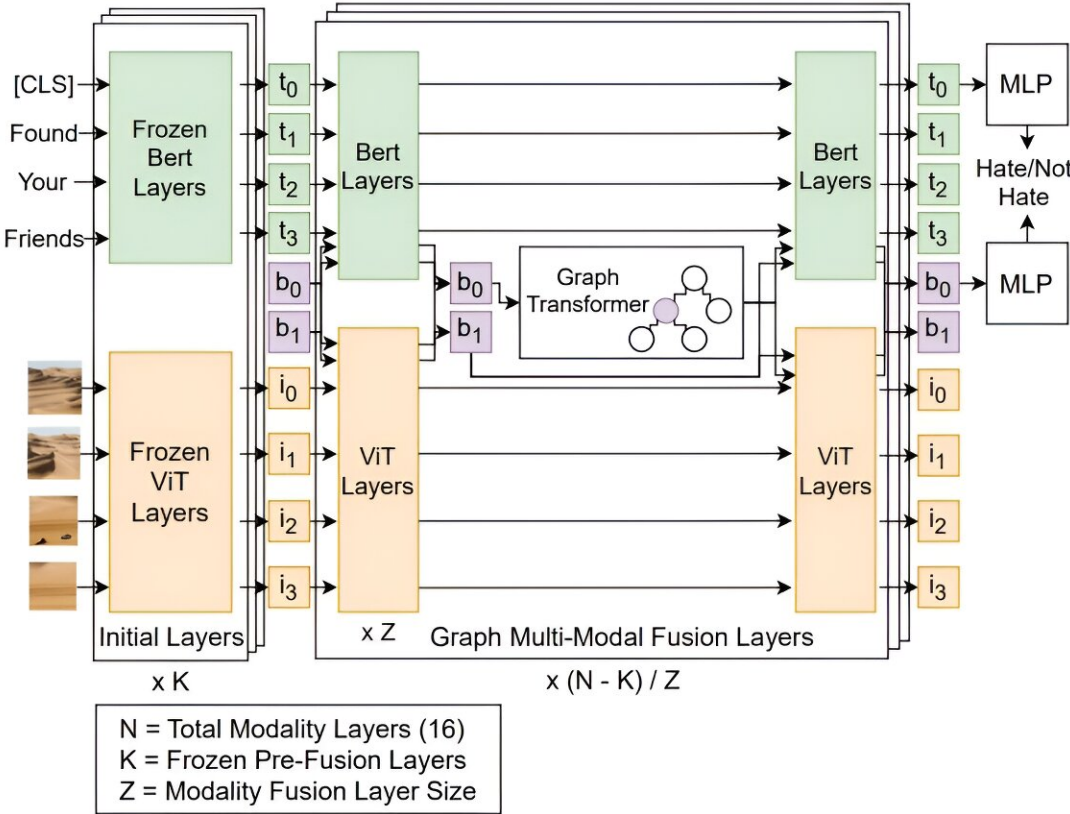 [CLS]
Found
Your
Friends
Frozen
Bert
Layers
Frozen
ViT
Layers
Initial Layers
x K
t0
t1
t2
t3
b0
b1
i0
i1
i2
i3
Bert
Layers
ViT
Layers
x Z
b0
b1
Graph
Transformer
Bert
Layers
ViT
Layers
Graph Multi-Modal Fusion Layers
x (N - K) / Z
t0
t1
t2
t3
b0
b1
i0
i1
i2
i3
MLP
Hate/Not
Hate
MLP
N = Total Modality Layers (16)
K = Frozen Pre-Fusion Layers
Z = Modality Fusion Layer Size